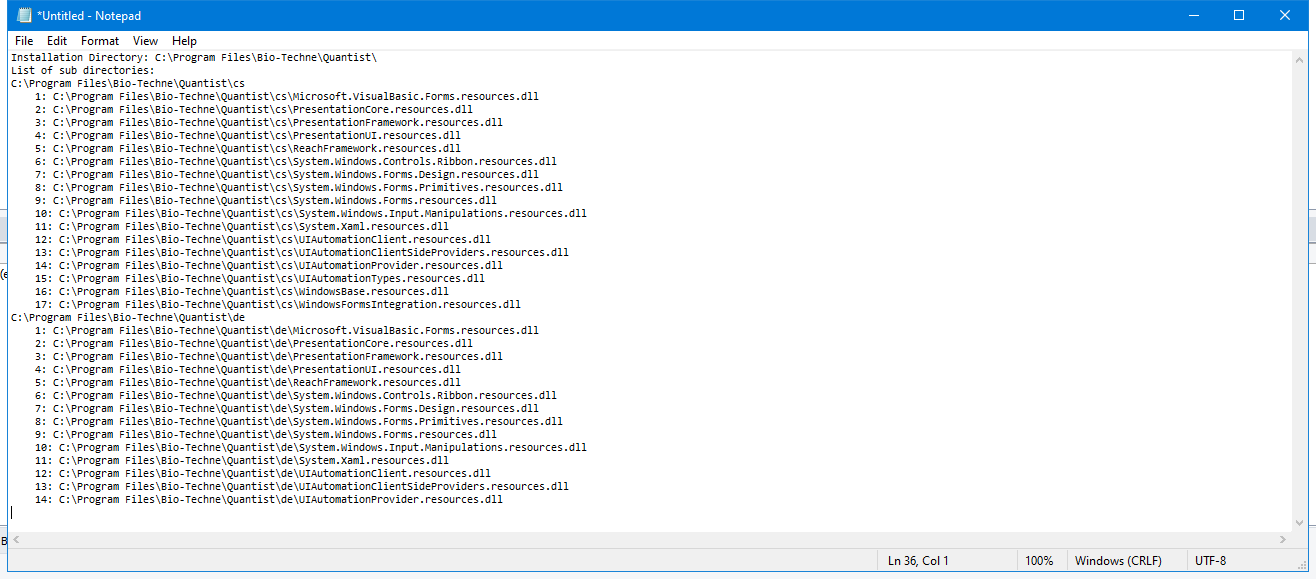 *Untitled - Notepad
File Edit Format View Help
Installation Directory: C:\Program Files\Bio-Techne\Quantist\
List of sub directories:
C:\Program Files\Bio-Techne\Quantist\cs
1: C:\Program Files\Bio-Techne\Quantist\cs\Microsoft.VisualBasic.Forms.resources.dll
2: C:\Program Files\Bio-Techne\Quantist\cs\PresentationCore.resources.dll
3: C:\Program Files\Bio-Techne\Quantist\cs\PresentationFramework.resources.dll
4: C:\Program Files\Bio-Techne\Quantist\cs\PresentationUI.resources.dll
5: C:\Program Files\Bio-Techne\Quantist\cs\ReachFramework.resources.dll
6: C:\Program Files\Bio-Techne\Quantist\cs\System.Windows.Controls.Ribbon.resources.dll
7: C:\Program Files\Bio-Techne\Quantist\cs\System.Windows.Forms.Design.resources.dll
8: C:\Program Files\Bio-Techne\Quantist\cs\System.Windows.Forms.Primitives.resources.dll
9: C:\Program Files\Bio-Techne\Quantist\cs\System.Windows.Forms.resources.dll
10: C:\Program Files\Bio-Techne\Quantist\cs\System.Windows.Input.Manipulations.resources.dll
11: C:\Program Files\Bio-Techne\Quantist\cs\System.Xaml.resources.dll
12: C:\Program Files\Bio-Techne\Quantist\cs\UIAutomationClient.resources.dll
13: C:\Program Files\Bio-Techne\Quantist\cs\UIAutomationClientSideProviders.resources.dll
14: C:\Program Files\Bio-Techne\Quantist\cs\UIAutomationProvider.resources.dll
15: C:\Program Files\Bio-Techne\Quantist\cs\UIAutomationTypes.resources.dll
16: C:\Program Files\Bio-Techne\Quantist\cs\WindowsBase.resources.dll
17: C:\Program Files\Bio-Techne\Quantist\cs\WindowsFormsIntegration.resources.dll
C:\Program Files\Bio-Techne\Quantist\de
1: C:\Program Files\Bio-Techne\Quantist\de\Microsoft.VisualBasic.Forms.resources.dll
2: C:\Program Files\Bio-Techne\Quantist\de\PresentationCore.resources.dll
3: C:\Program Files\Bio-Techne\Quantist\de\PresentationFramework.resources.dll
4: C:\Program Files\Bio-Techne\Quantist\de\PresentationUI.resources.dll
5: C:\Program Files\Bio-Techne\Quantist\de\ReachFramework.resources.dll
6: C:\Program Files\Bio-Techne\Quantist\de\System.Windows.Controls.Ribbon.resources.dll
7: C:\Program Files\Bio-Techne\Quantist\de\System.Windows.Forms.Design.resources.dll
8: C:\Program Files\Bio-Techne\Quantist\de\System.Windows.Forms.Primitives.resources.dll
9: C:\Program Files\Bio-Techne\Quantist\de\System.Windows.Forms.resources.dll
10: C:\Program Files\Bio-Techne\Quantist\de\System.Windows.Input.Manipulations.resources.dll
11: C:\Program Files\Bio-Techne\Quantist\de\System.Xaml.resources.dll
12: C:\Program Files\Bio-Techne\Quantist\de\UIAutomationClient.resources.dll
13: C:\Program Files\Bio-Techne\Quantist\de\UIAutomationClientSideProviders.resources.dll
14: C:\Program Files\Bio-Techne\Quantist\de\UIAutomationProvider.resources.dll
Ln 36, Col 1 100% Windows (CRLF) UTF-8